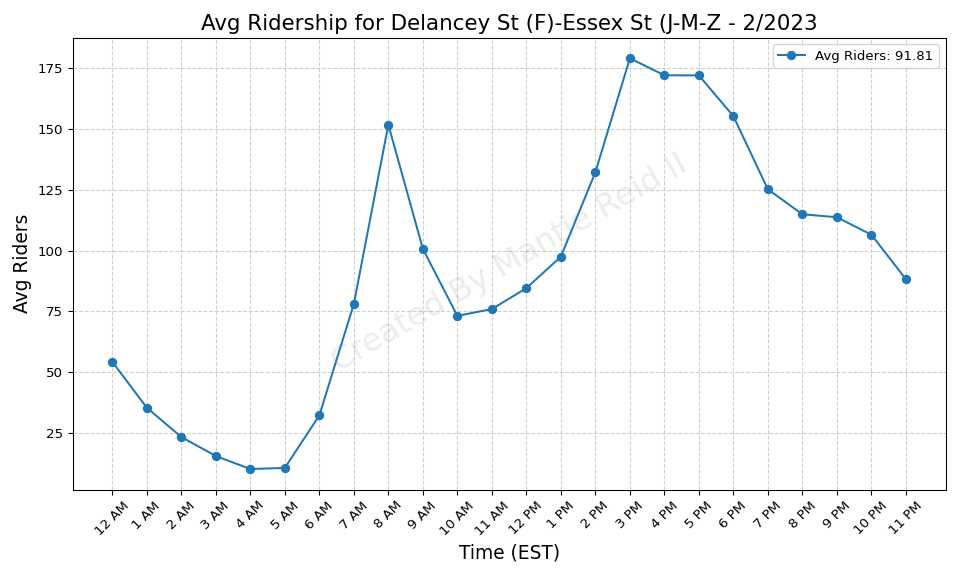 Avg Ridership for Delancey St (F)-Essex St (J-M-Z - 2/2023
Avg Riders: 91.81
175
150
125
100
75
50
25
Avg Riders
Created By Mantie Reid II
12 AM
1 AM
2 AM
3 AM
4 AM
5 AM
6 AM
7 AM
8 AM
9 AM
10 AM
11 AM
12 PM
1 PM
2 PM
3 PM
4 PM
5 PM
6 PM
7 PM
8 PM
9 PM
10 PM
11 PM
Time (EST)